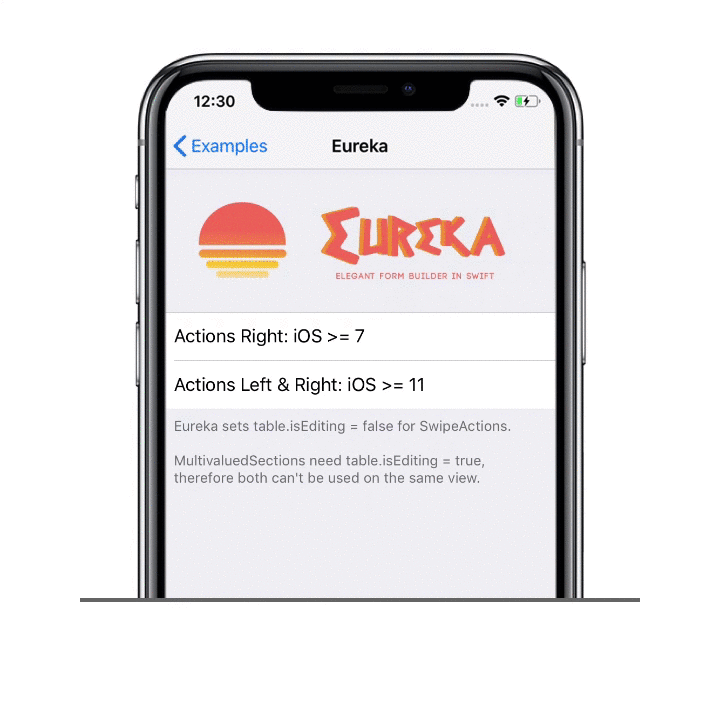 12:30
Examples
Eureka
EUREKA
ELEGANT FORM BUILDER IN SWIFT
Actions Right: iOS >= 7
Actions Left & Right: iOS >= 11
Eureka sets table.isEditing = false for SwipeActions.
MultivaluedSections need table.isEditing = true,
therefore both can't be used on the same view.